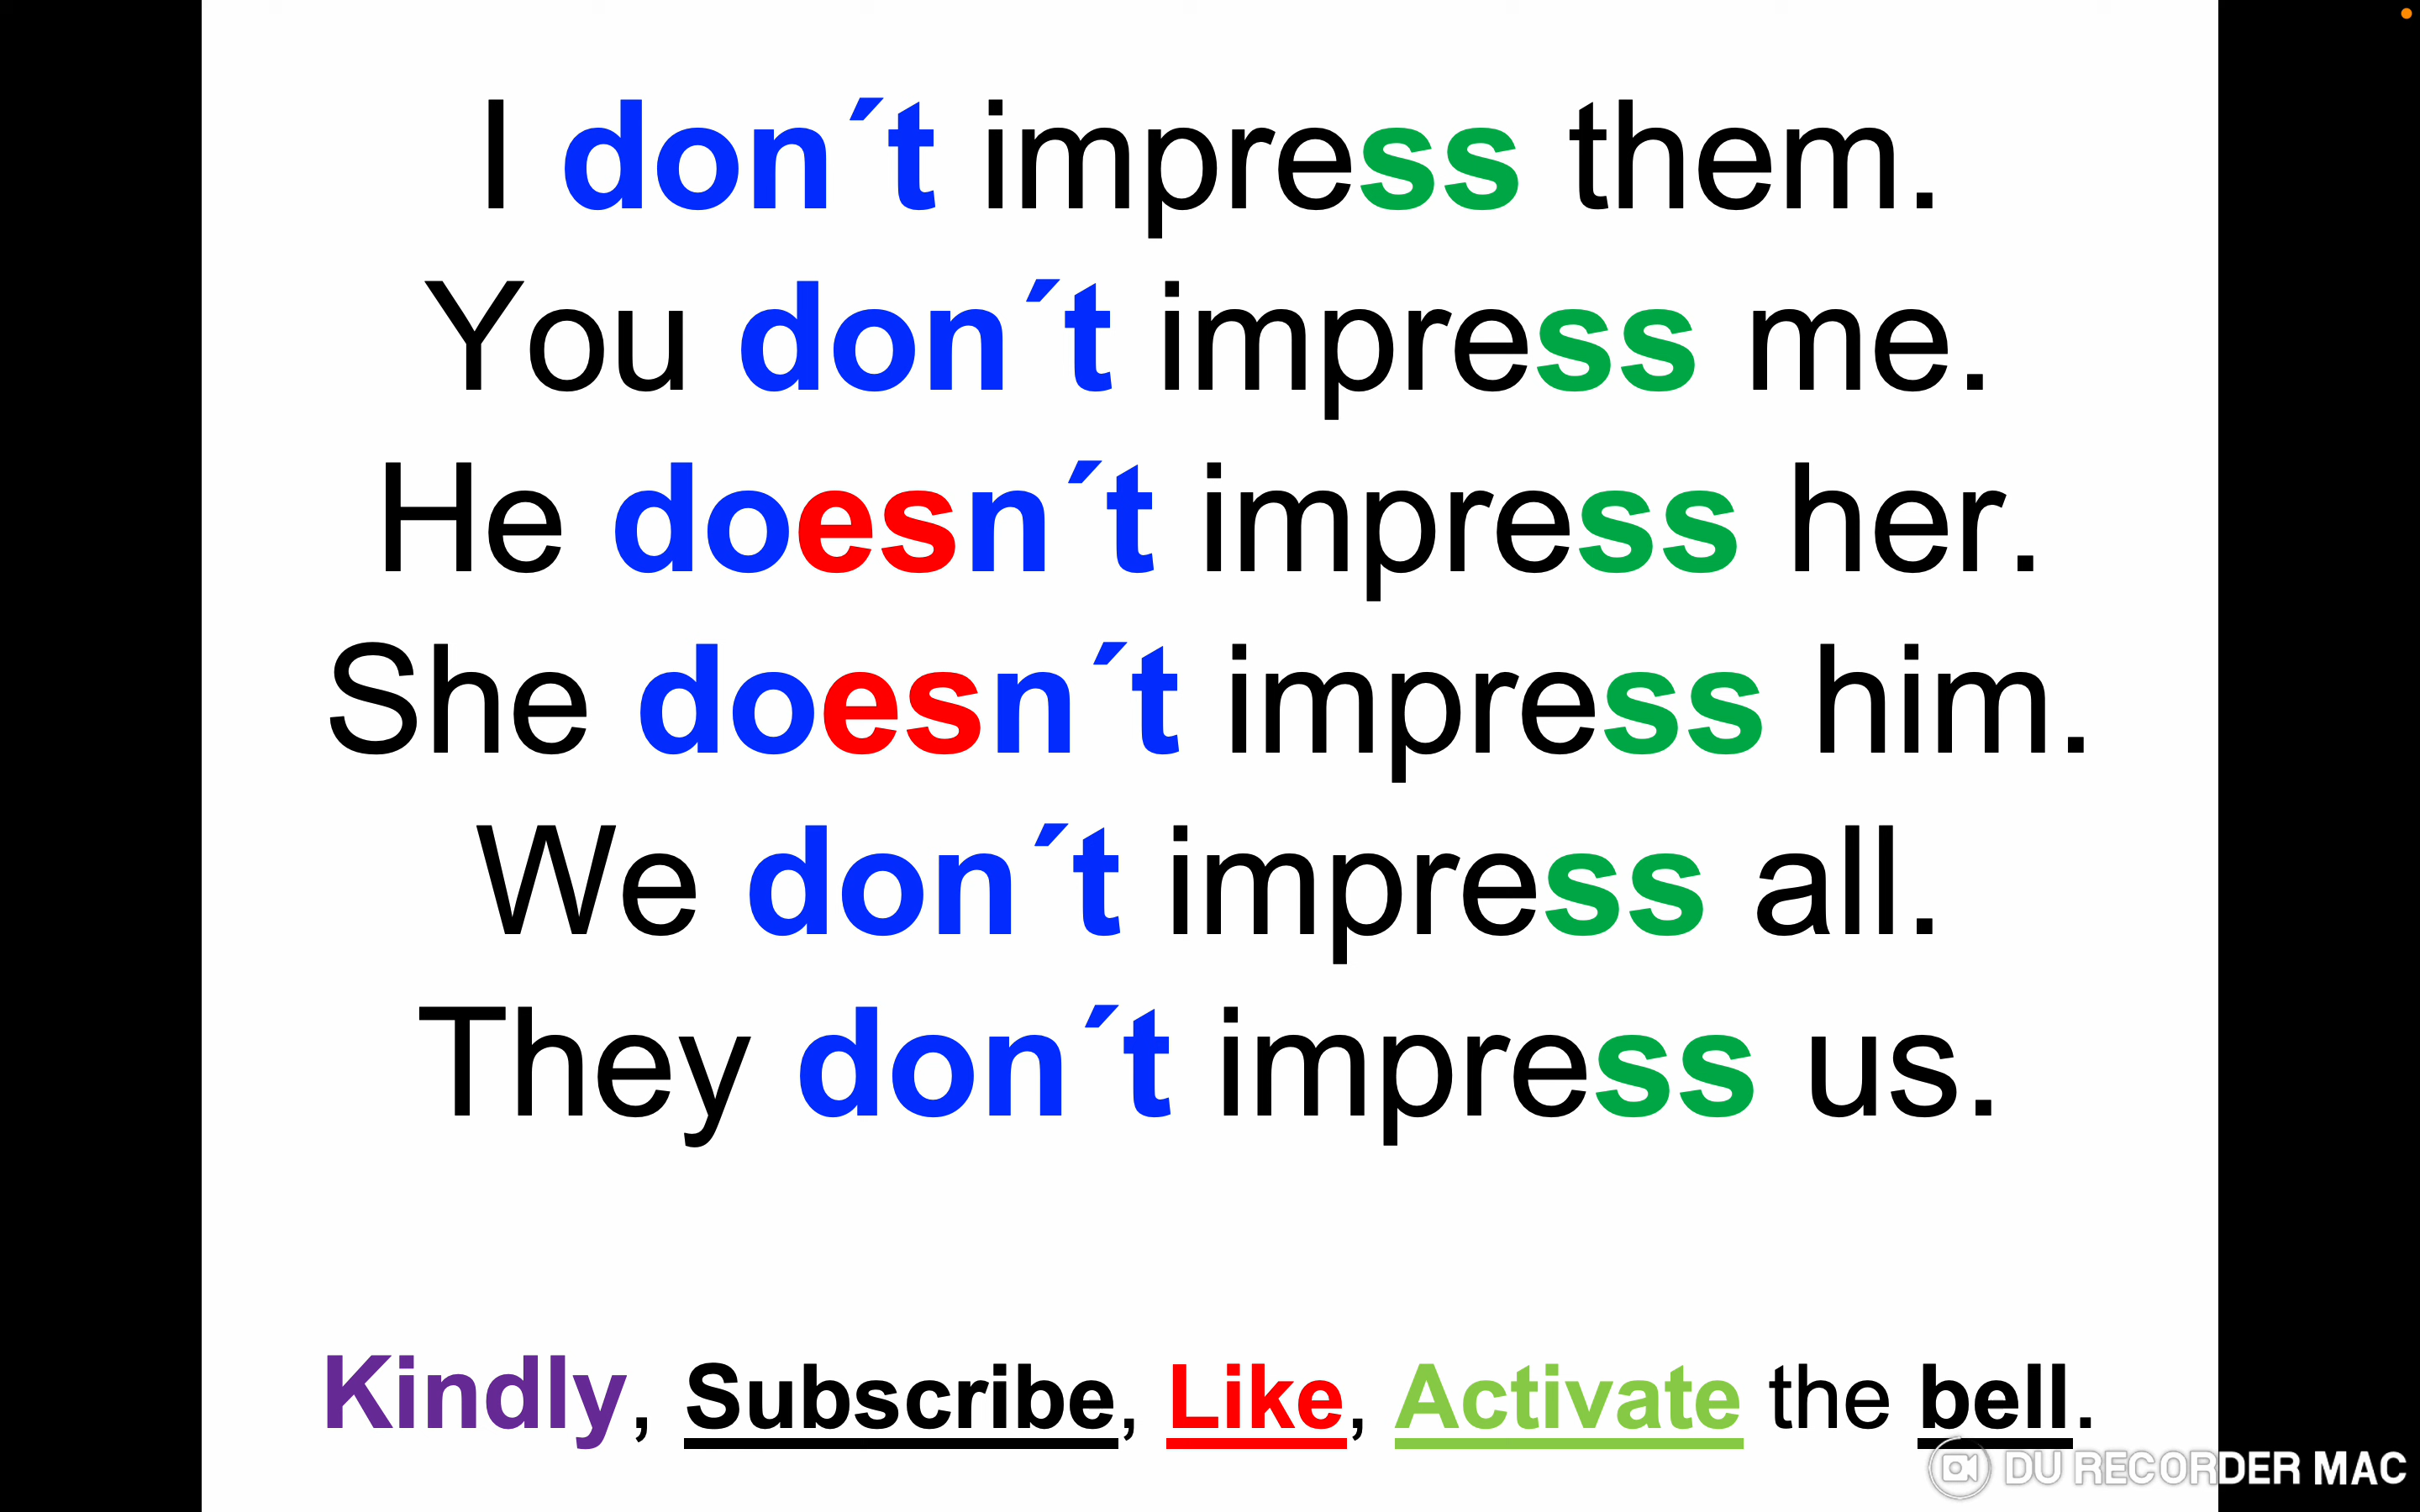 I don´t impress them.
You don´t impress me.
He doesn´t impress her.
She doesn´t impress him.
We don´t impress all.
They don´t impress us.
Kindly, Subscribe, Like, Activate the bell.
DU RECORDER MAC